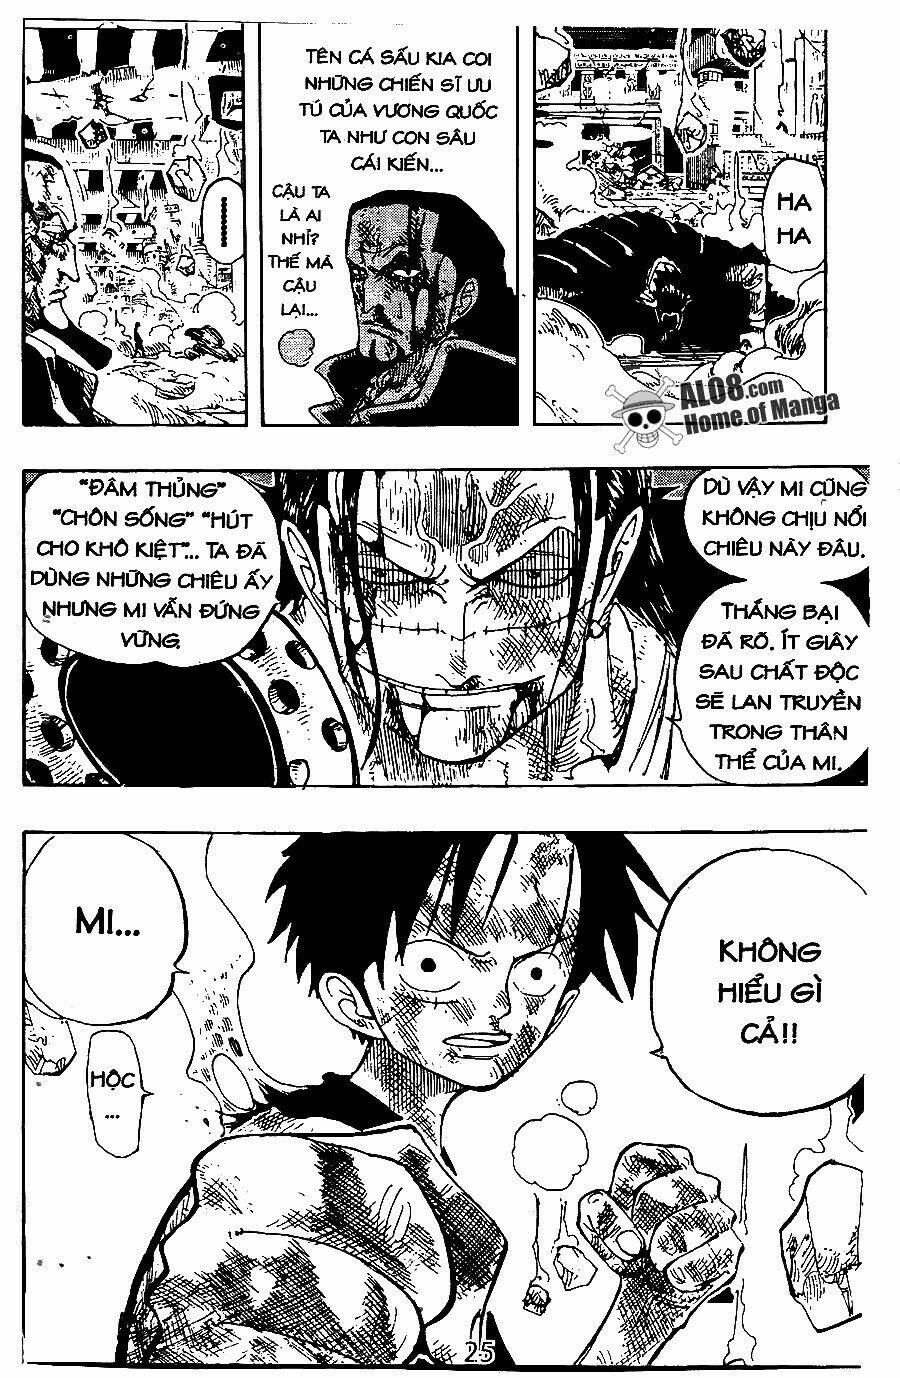 HA
HA
TÊN CÁ SẤU KIA COI
NHỮNG CHIẾN SĨ ƯU
TÚ CỦA VƯƠNG QUỐC
TA NHƯ CON SÂU
CÁI KIẾN...
CẬU TA
LÀ AI
NHỈ?
THẾ MÀ
CẬU
LẠI...
..........
ALO8.com
Home of Manga
DÙ VẬY MI CŨNG
KHÔNG CHỊU NỔI
CHIÊU NÀY ĐÂU.
THẮNG BẠI
ĐÃ RÕ. ÍT GIÂY
SAU CHẤT ĐỘC
SẼ LAN TRUYỀN
TRONG THÂN
THỂ CỦA MI.
"ĐÂM THỦNG"
"CHÔN SỐNG" "HÚT
CHO KHÔ KIỆT"... TA ĐÃ
DÙNG NHỮNG CHIÊU ẤY
NHƯNG MI VẪN ĐỨNG
VỮNG.
MI...
HỘC
...
KHÔNG
HIỂU GÌ
CẢ!!
25